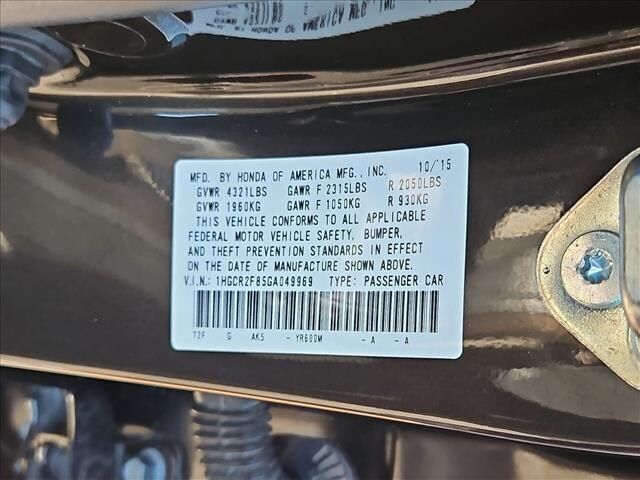 MFD. BY HONDA OF AMERICA MFG., INC. 10/15
GVWR 4321LBS GAWR F 2315LBS R 2050LBS
GVWR 1960KG GAWR F 1050KG R 930KG
THIS VEHICLE CONFORMS TO ALL APPLICABLE
FEDERAL MOTOR VEHICLE SAFETY, BUMPER,
AND THEFT PREVENTION STANDARDS IN EFFECT
ON THE DATE OF MANUFACTURE SHOWN ABOVE.
V.I.N.: 1HGCR2F85GA049969 TYPE: PASSENGER CAR
T2F G AK5 - YR600M - A - A